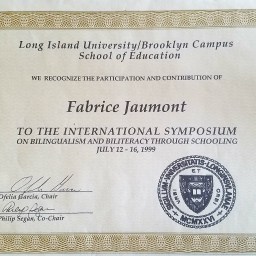 Long Island University/Brooklyn Campus
School of Education
WE RECOGNIZE THE PARTICIPATION AND CONTRIBUTION OF
Fabrice Jaumont
TO THE INTERNATIONAL SYMPOSIUM
ON BILINGUALISM AND BILITERACY THROUGH SCHOOLING
JULY 12 - 16, 1999
Ofelia García, Chair
Philip Segan, Co-Chair
MCMXXVI